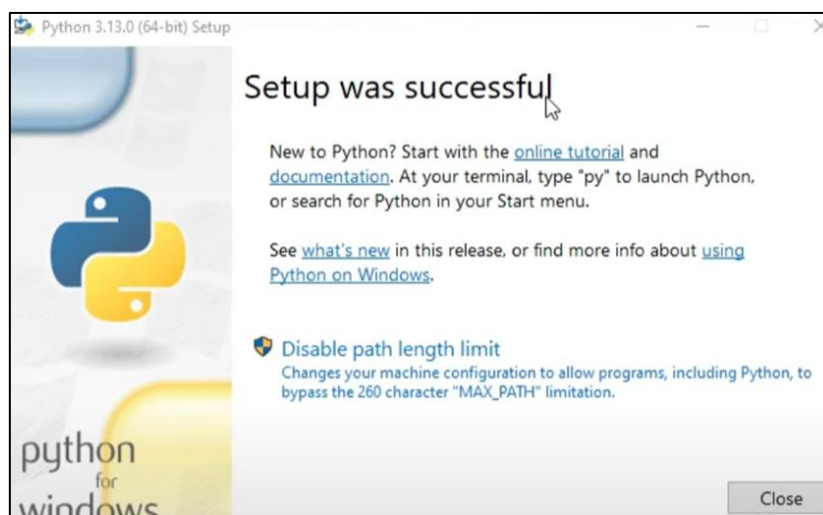 Python 3.13.0 (64-bit) Setup
Setup was successful
New to Python? Start with the online tutorial and
documentation. At your terminal, type "py" to launch Python,
or search for Python in your Start menu.
See what's new in this release, or find more info about using
Python on Windows.
Disable path length limit
Changes your machine configuration to allow programs, including Python, to
bypass the 260 character "MAX_PATH" limitation.
python
for
windows
Close